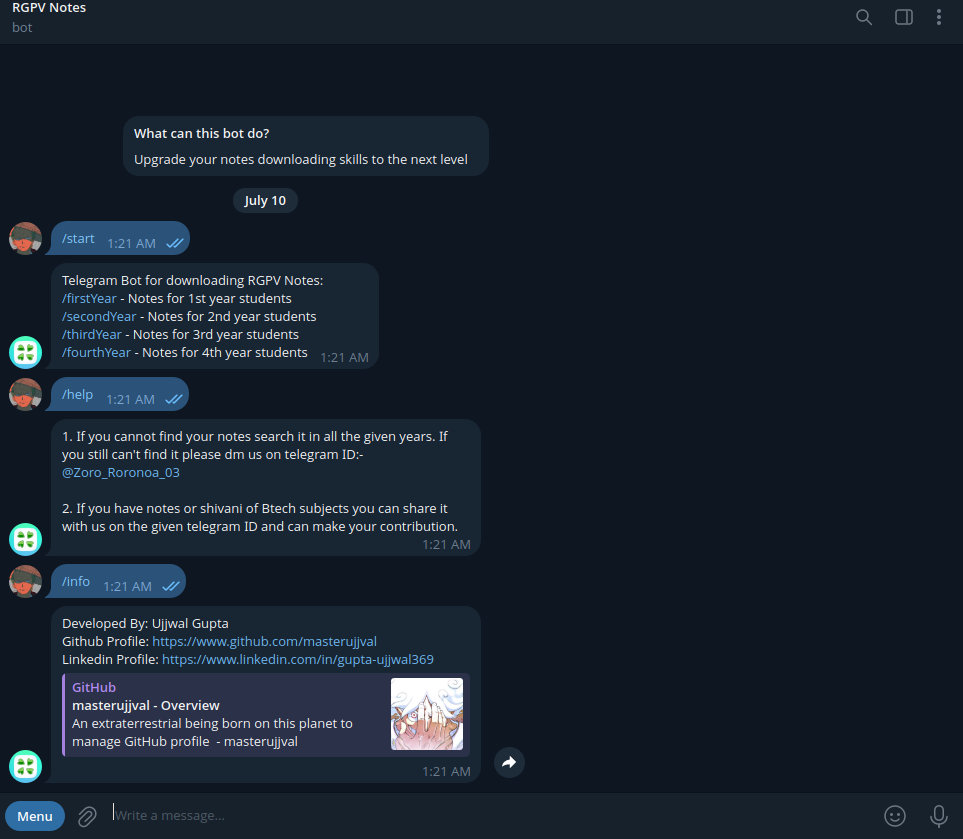 RGPV Notes
bot
What can this bot do?
Upgrade your notes downloading skills to the next level
July 10
/start 1:21 AM
Telegram Bot for downloading RGPV Notes:
/firstYear - Notes for 1st year students
/secondYear - Notes for 2nd year students
/thirdYear - Notes for 3rd year students
/fourthYear - Notes for 4th year students 1:21 AM
/help 1:21 AM
1. If you cannot find your notes search it in all the given years. If
you still can't find it please dm us on telegram ID:-
@Zoro_Roronoa_03
2. If you have notes or shivani of Btech subjects you can share it
with us on the given telegram ID and can make your contribution.
1:21 AM
/info 1:21 AM
Developed By: Ujjwal Gupta
Github Profile: https://www.github.com/masterujjval
Linkedin Profile: https://www.linkedin.com/in/gupta-ujjwal369
GitHub
masterujjval - Overview
An extraterrestrial being born on this planet to
manage GitHub profile - masterujjval
1:21 AM
Menu
Write a message...